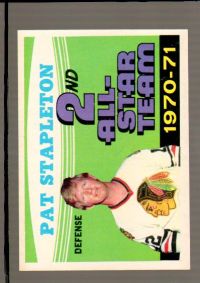 PAT STAPLETON
2ND
ALL-
STAR
TEAM
1970-71
DEFENSE